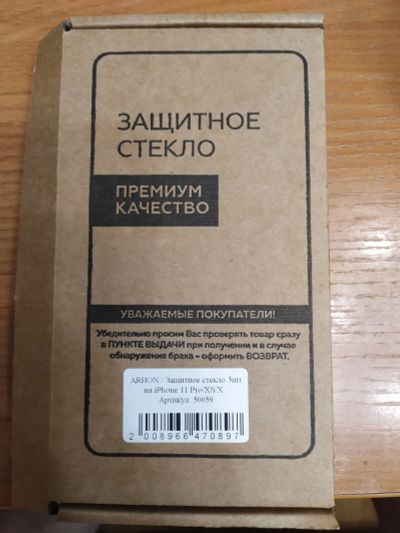 ЗАЩИТНОЕ
СТЕКЛО
ПРЕМИУМ
КАЧЕСТВО
УВАЖАЕМЫЕ ПОКУПАТЕЛИ!
Убедительно просим Вас проверять товар сразу
в ПУНКТЕ ВЫДАЧИ при получении и в случае
обнаружения брака – оформить ВОЗВРАТ.
ARHON / Защитное стекло 3шт
на iPhone 11 Pro/XS/X
Артикул: 50059
2 008966 470897